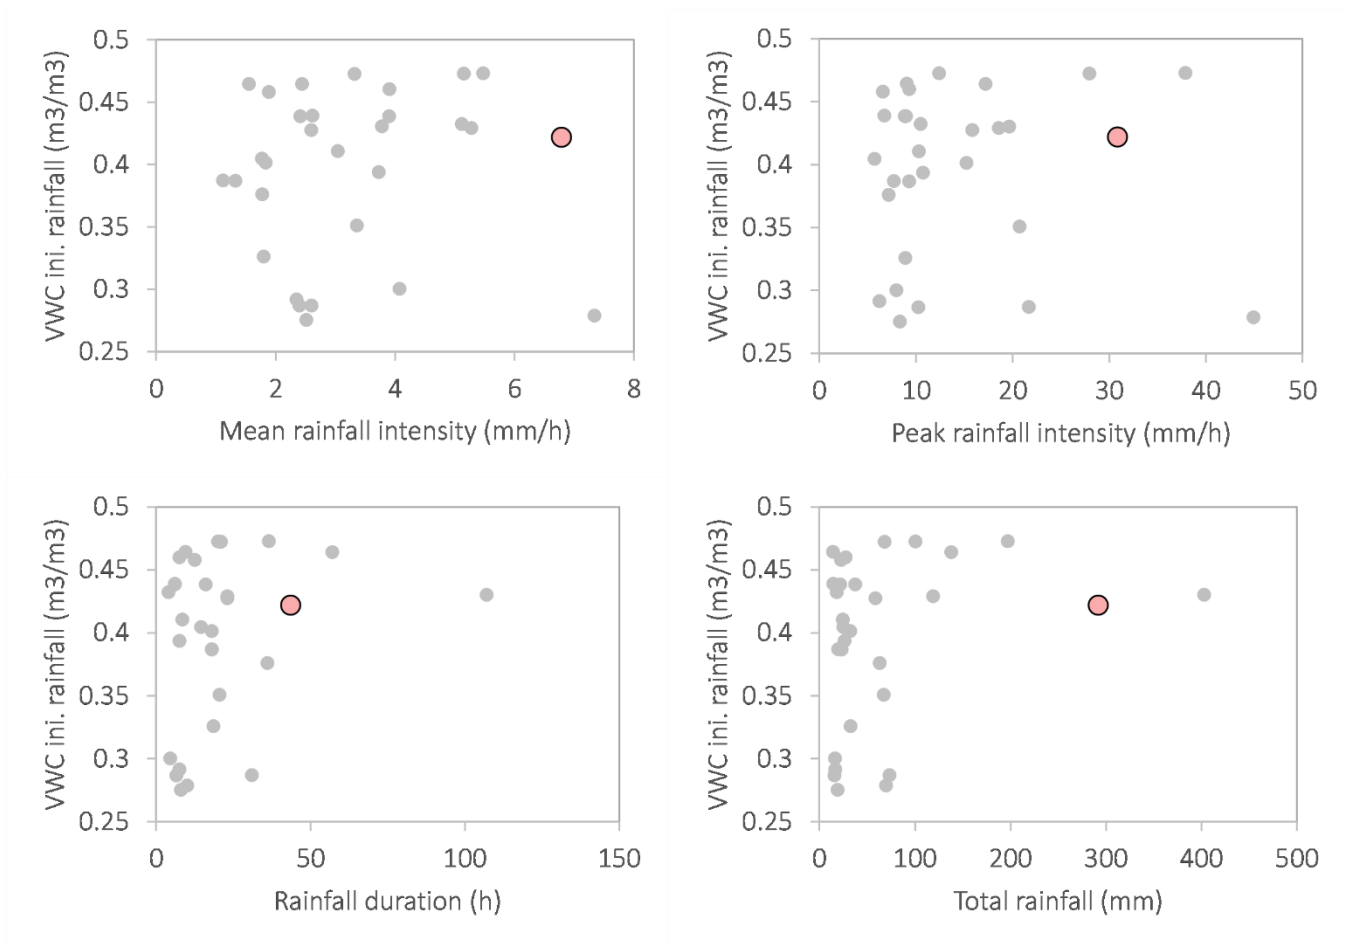 0.5
0.45
0.4
0.35
0.3
0.25
VWC ini. rainfall (m3/m3)
0 2 4 6 8
Mean rainfall intensity (mm/h)
0.5
0.45
0.4
0.35
0.3
0.25
VWC ini. rainfall (m3/m3)
0 10 20 30 40 50
Peak rainfall intensity (mm/h)
0.5
0.45
0.4
0.35
0.3
0.25
VWC ini. rainfall (m3/m3)
0 50 100 150
Rainfall duration (h)
0.5
0.45
0.4
0.35
0.3
0.25
VWC ini. rainfall (m3/m3)
0 100 200 300 400 500
Total rainfall (mm)